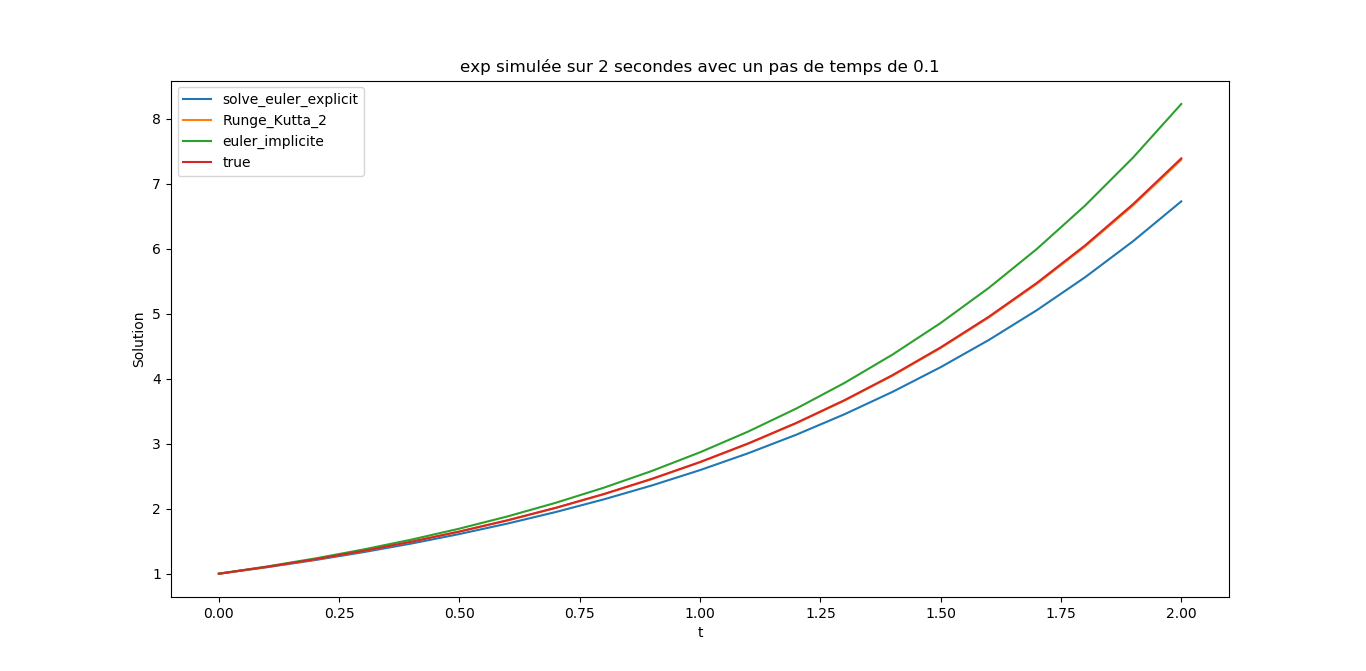 exp simulée sur 2 secondes avec un pas de temps de 0.1
solve_euler_explicit
Runge_Kutta_2
euler_implicite
true
8
7
6
5
4
3
2
1
Solution
0.00 0.25 0.50 0.75 1.00 1.25 1.50 1.75 2.00
t